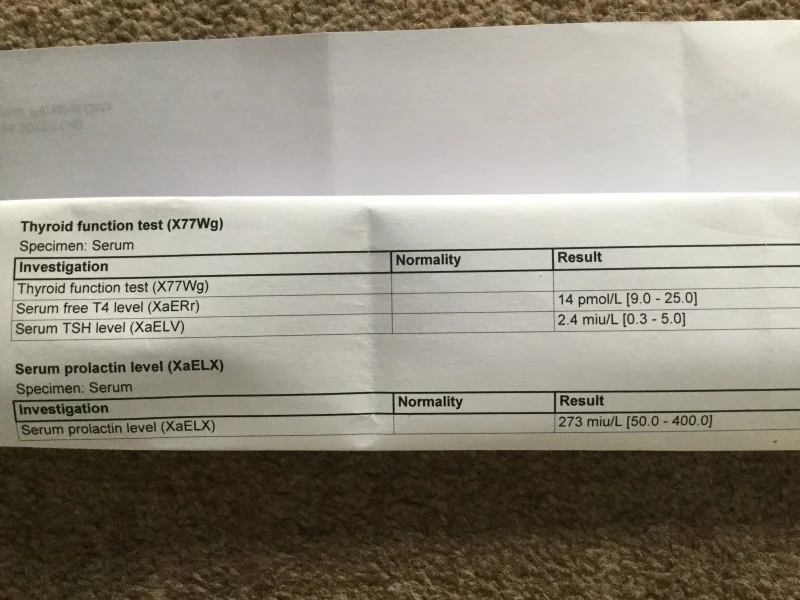 Thyroid function test (X77Wg)
Specimen: Serum
Investigation Normality Result
Thyroid function test (X77Wg)
Serum free T4 level (XaERr) 14 pmol/L [9.0 - 25.0]
Serum TSH level (XaELV) 2.4 miu/L [0.3 - 5.0]
Serum prolactin level (XaELX)
Specimen: Serum
Investigation Normality Result
Serum prolactin level (XaELX) 273 miu/L [50.0 - 400.0]